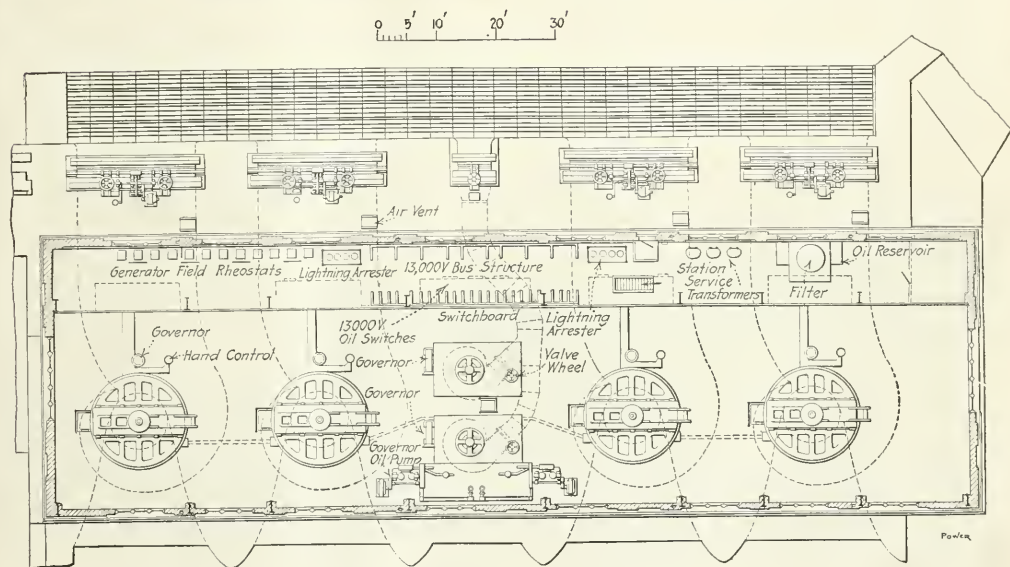 0 5' 10' 20' 30'
Air Vent
Generator Field Rheostats
Lightning Arrester
13,000V. Bus Structure
Station
Service
Transformers
Oil Reservoir
Filter
13000 V.
Oil Switches
Switchboard
Lightning
Arrester
Governor
Hand Control
Governor
Valve
Wheel
Governor
Governor
Oil Pump
POWER